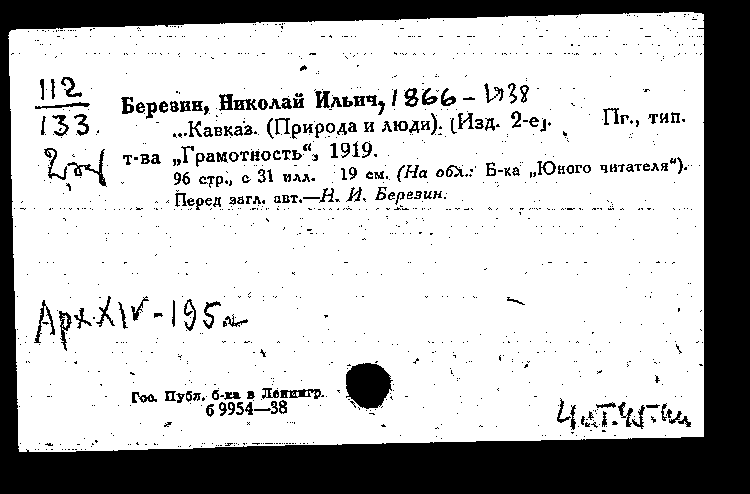 112
133.
Березин, Николай Ильич, 1866-1938
...Кавказ. (Природа и люди). [Изд. 2-е]. Пг., тип.
т-ва „Грамотность“, 1919.
96 стр., с 31 илл. 19 см. (На обл.: Б-ка „Юного читателя“).
Перед загл. авт.—Н. И. Березин.
Арх XIV-195
Гос. Публ. б-ка в Ленингр.
б 9954—38